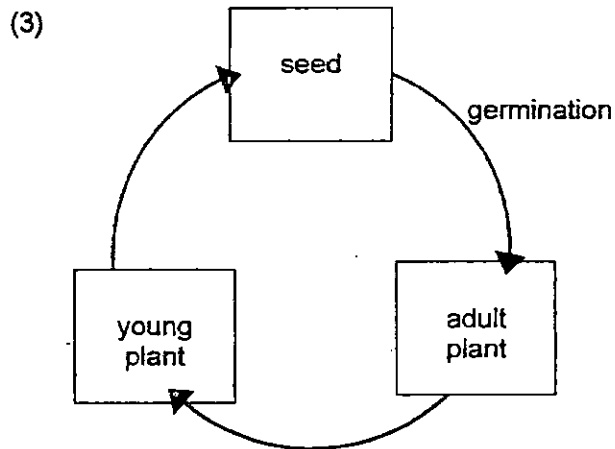 (3)
seed
germination
adult
plant
young
plant